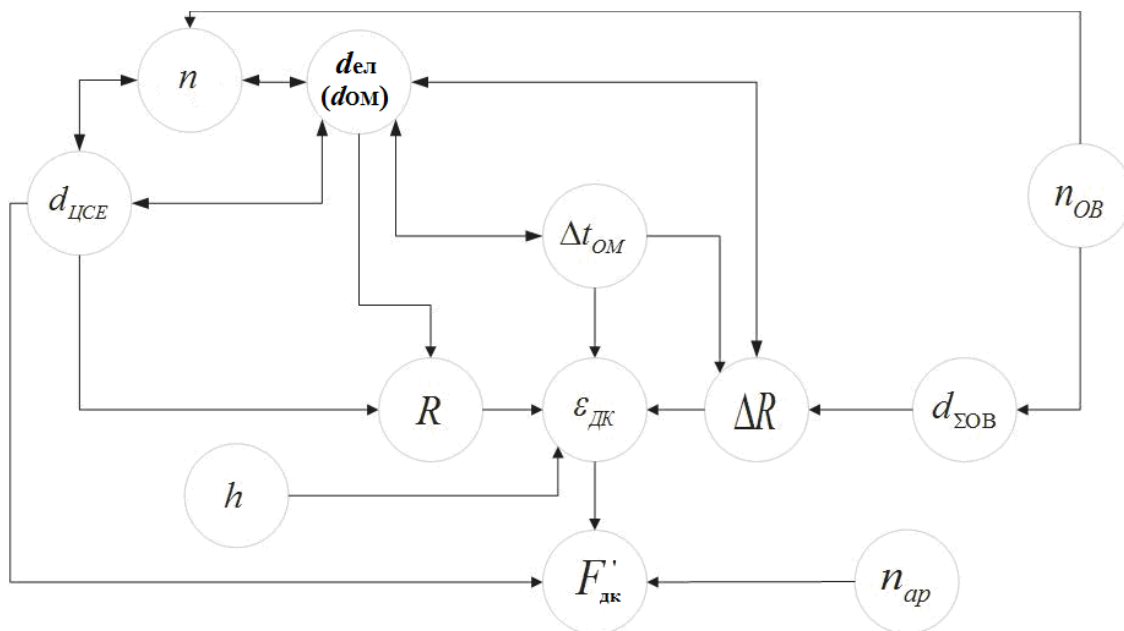 n
dел
(dОМ)
dЦСЕ
nОВ
ΔtОМ
R
εДК
ΔR
dΣОВ
h
F'дк
nар